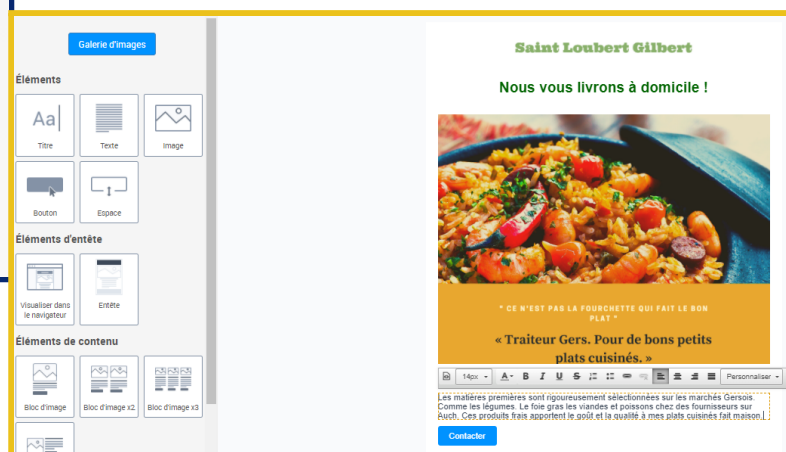 Galerie d'images
Éléments
Aa
Titre
Texte
Image
Bouton
Espace
Éléments d'entête
Visualiser dans
le navigateur
Entête
Éléments de contenu
Bloc d'image
Bloc d'image x2
Bloc d'image x3
Saint Loubert Gilbert
Nous vous livrons à domicile !
" CE N'EST PAS LA FOURCHETTE QUI FAIT LE BON
PLAT "
« Traiteur Gers. Pour de bons petits
plats cuisinés. »
14px
A
B I U S
Personnaliser
Les matières premières sont rigoureusement sélectionnées sur les marchés Gersois.
Comme les légumes. Le foie gras les viandes et poissons chez des fournisseurs sur
Auch. Ces produits frais apportent le goût et la qualité à mes plats cuisinés fait maison.
Contacter